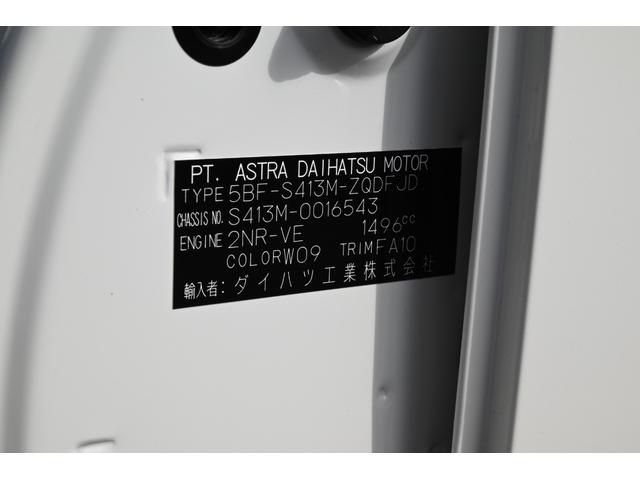 PT. ASTRA DAIHATSU MOTOR
TYPE 5BF-S413M-ZQDFJD
CHASSIS NO. S413M-0016543
ENGINE 2NR-VE 1496cc
COLOR W09 TRIM FA10
輸入者: ダイハツ工業株式会社